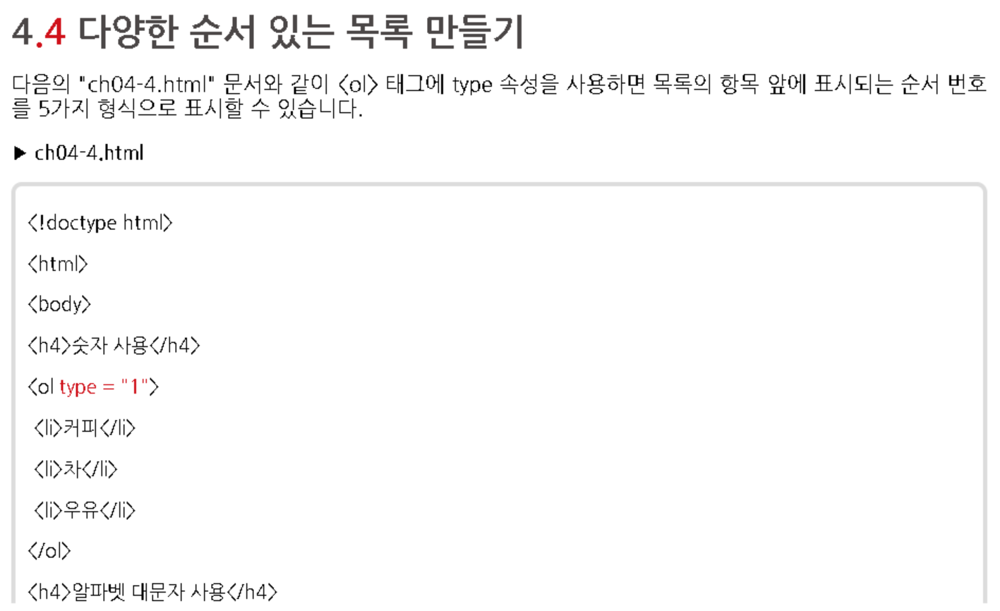 4.4 다양한 순서 있는 목록 만들기
다음의 "ch04-4.html" 문서와 같이 <ol> 태그에 type 속성을 사용하면 목록의 항목 앞에 표시되는 순서 번호
를 5가지 형식으로 표시할 수 있습니다.
▶ ch04-4.html
<!doctype html>
<html>
<body>
<h4>숫자 사용</h4>
<ol type = "1">
<li>커피</li>
<li>차</li>
<li>우유</li>
</ol>
<h4>알파벳 대문자 사용</h4>